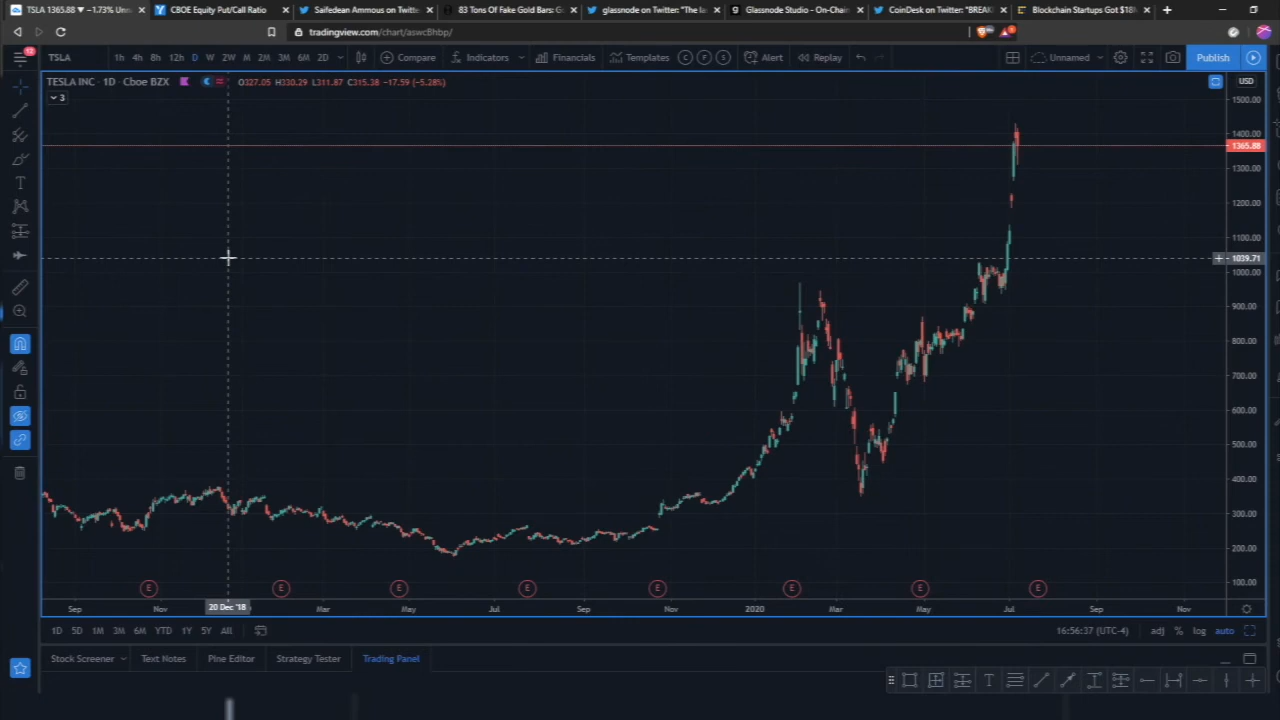 TSLA 1365.88 ▼ −1.73% Unn
CBOE Equity Put/Call Ratio
Saifedean Ammous on Twitte
83 Tons Of Fake Gold Bars: G
glassnode on Twitter: "The la
Glassnode Studio - On-Chain
CoinDesk on Twitter: "BREAK
Blockchain Startups Got $18M
tradingview.com/chart/aswcBhbp/
12
TSLA 1h 4h 8h 12h D W 2W M 2M 3M 6M 2D Indicators Compare Financials Templates C F S Alert Replay Unnamed Publish
TESLA INC · 1D · Cboe BZX O327.05 H330.29 L311.87 C315.38 −17.59 (−5.28%) USD
3
1500.00
1400.00
1365.88
1300.00
1200.00
1100.00
1039.71
1000.00
900.00
800.00
700.00
600.00
500.00
400.00
300.00
200.00
100.00
E E E E E E E E
Sep Nov 20 Dec '18 Mar May Jul Sep Nov 2020 Mar May Jul Sep Nov
1D 5D 1M 3M 6M YTD 1Y 5Y All 16:56:37 (UTC-4) adj % log auto
Stock Screener Text Notes Pine Editor Strategy Tester Trading Panel